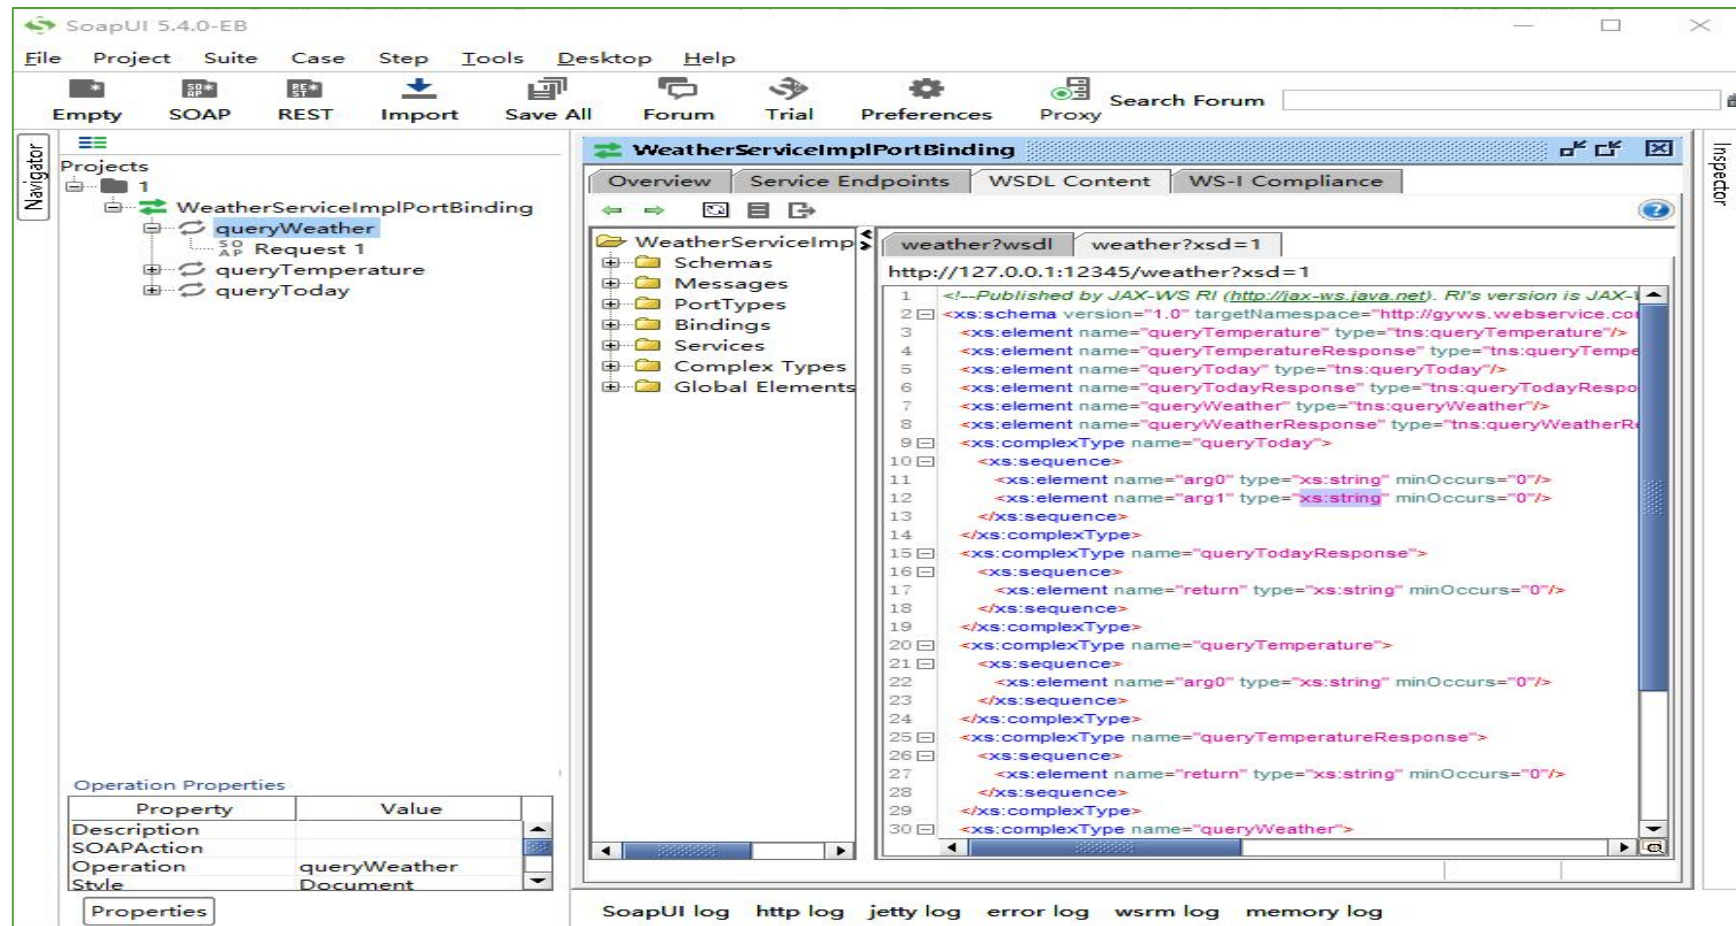 SoapUI 5.4.0-EB
File Project Suite Case Step Tools Desktop Help
Empty SOAP REST Import Save All Forum Trial Preferences Proxy Search Forum
Navigator
Projects
1
WeatherServiceImplPortBinding
queryWeather
SOAP Request 1
queryTemperature
queryToday
Operation Properties
Property Value
Description
SOAPAction
Operation queryWeather
Style Document
Properties
WeatherServiceImplPortBinding
Overview Service Endpoints WSDL Content WS-I Compliance
WeatherServiceImp
Schemas
Messages
PortTypes
Bindings
Services
Complex Types
Global Elements
weather?wsdl weather?xsd=1
http://127.0.0.1:12345/weather?xsd=1
1 <!--Published by JAX-WS RI (http://jax-ws.java.net). RI's version is JAX-
2 <xs:schema version="1.0" targetNamespace="http://gyws.webservice.co
3 <xs:element name="queryTemperature" type="tns:queryTemperature"/>
4 <xs:element name="queryTemperatureResponse" type="tns:queryTempe
5 <xs:element name="queryToday" type="tns:queryToday"/>
6 <xs:element name="queryTodayResponse" type="tns:queryTodayRespo
7 <xs:element name="queryWeather" type="tns:queryWeather"/>
8 <xs:element name="queryWeatherResponse" type="tns:queryWeatherR
9 <xs:complexType name="queryToday">
10 <xs:sequence>
11 <xs:element name="arg0" type="xs:string" minOccurs="0"/>
12 <xs:element name="arg1" type="xs:string" minOccurs="0"/>
13 </xs:sequence>
14 </xs:complexType>
15 <xs:complexType name="queryTodayResponse">
16 <xs:sequence>
17 <xs:element name="return" type="xs:string" minOccurs="0"/>
18 </xs:sequence>
19 </xs:complexType>
20 <xs:complexType name="queryTemperature">
21 <xs:sequence>
22 <xs:element name="arg0" type="xs:string" minOccurs="0"/>
23 </xs:sequence>
24 </xs:complexType>
25 <xs:complexType name="queryTemperatureResponse">
26 <xs:sequence>
27 <xs:element name="return" type="xs:string" minOccurs="0"/>
28 </xs:sequence>
29 </xs:complexType>
30 <xs:complexType name="queryWeather">
Inspector
SoapUI log http log jetty log error log wsrm log memory log